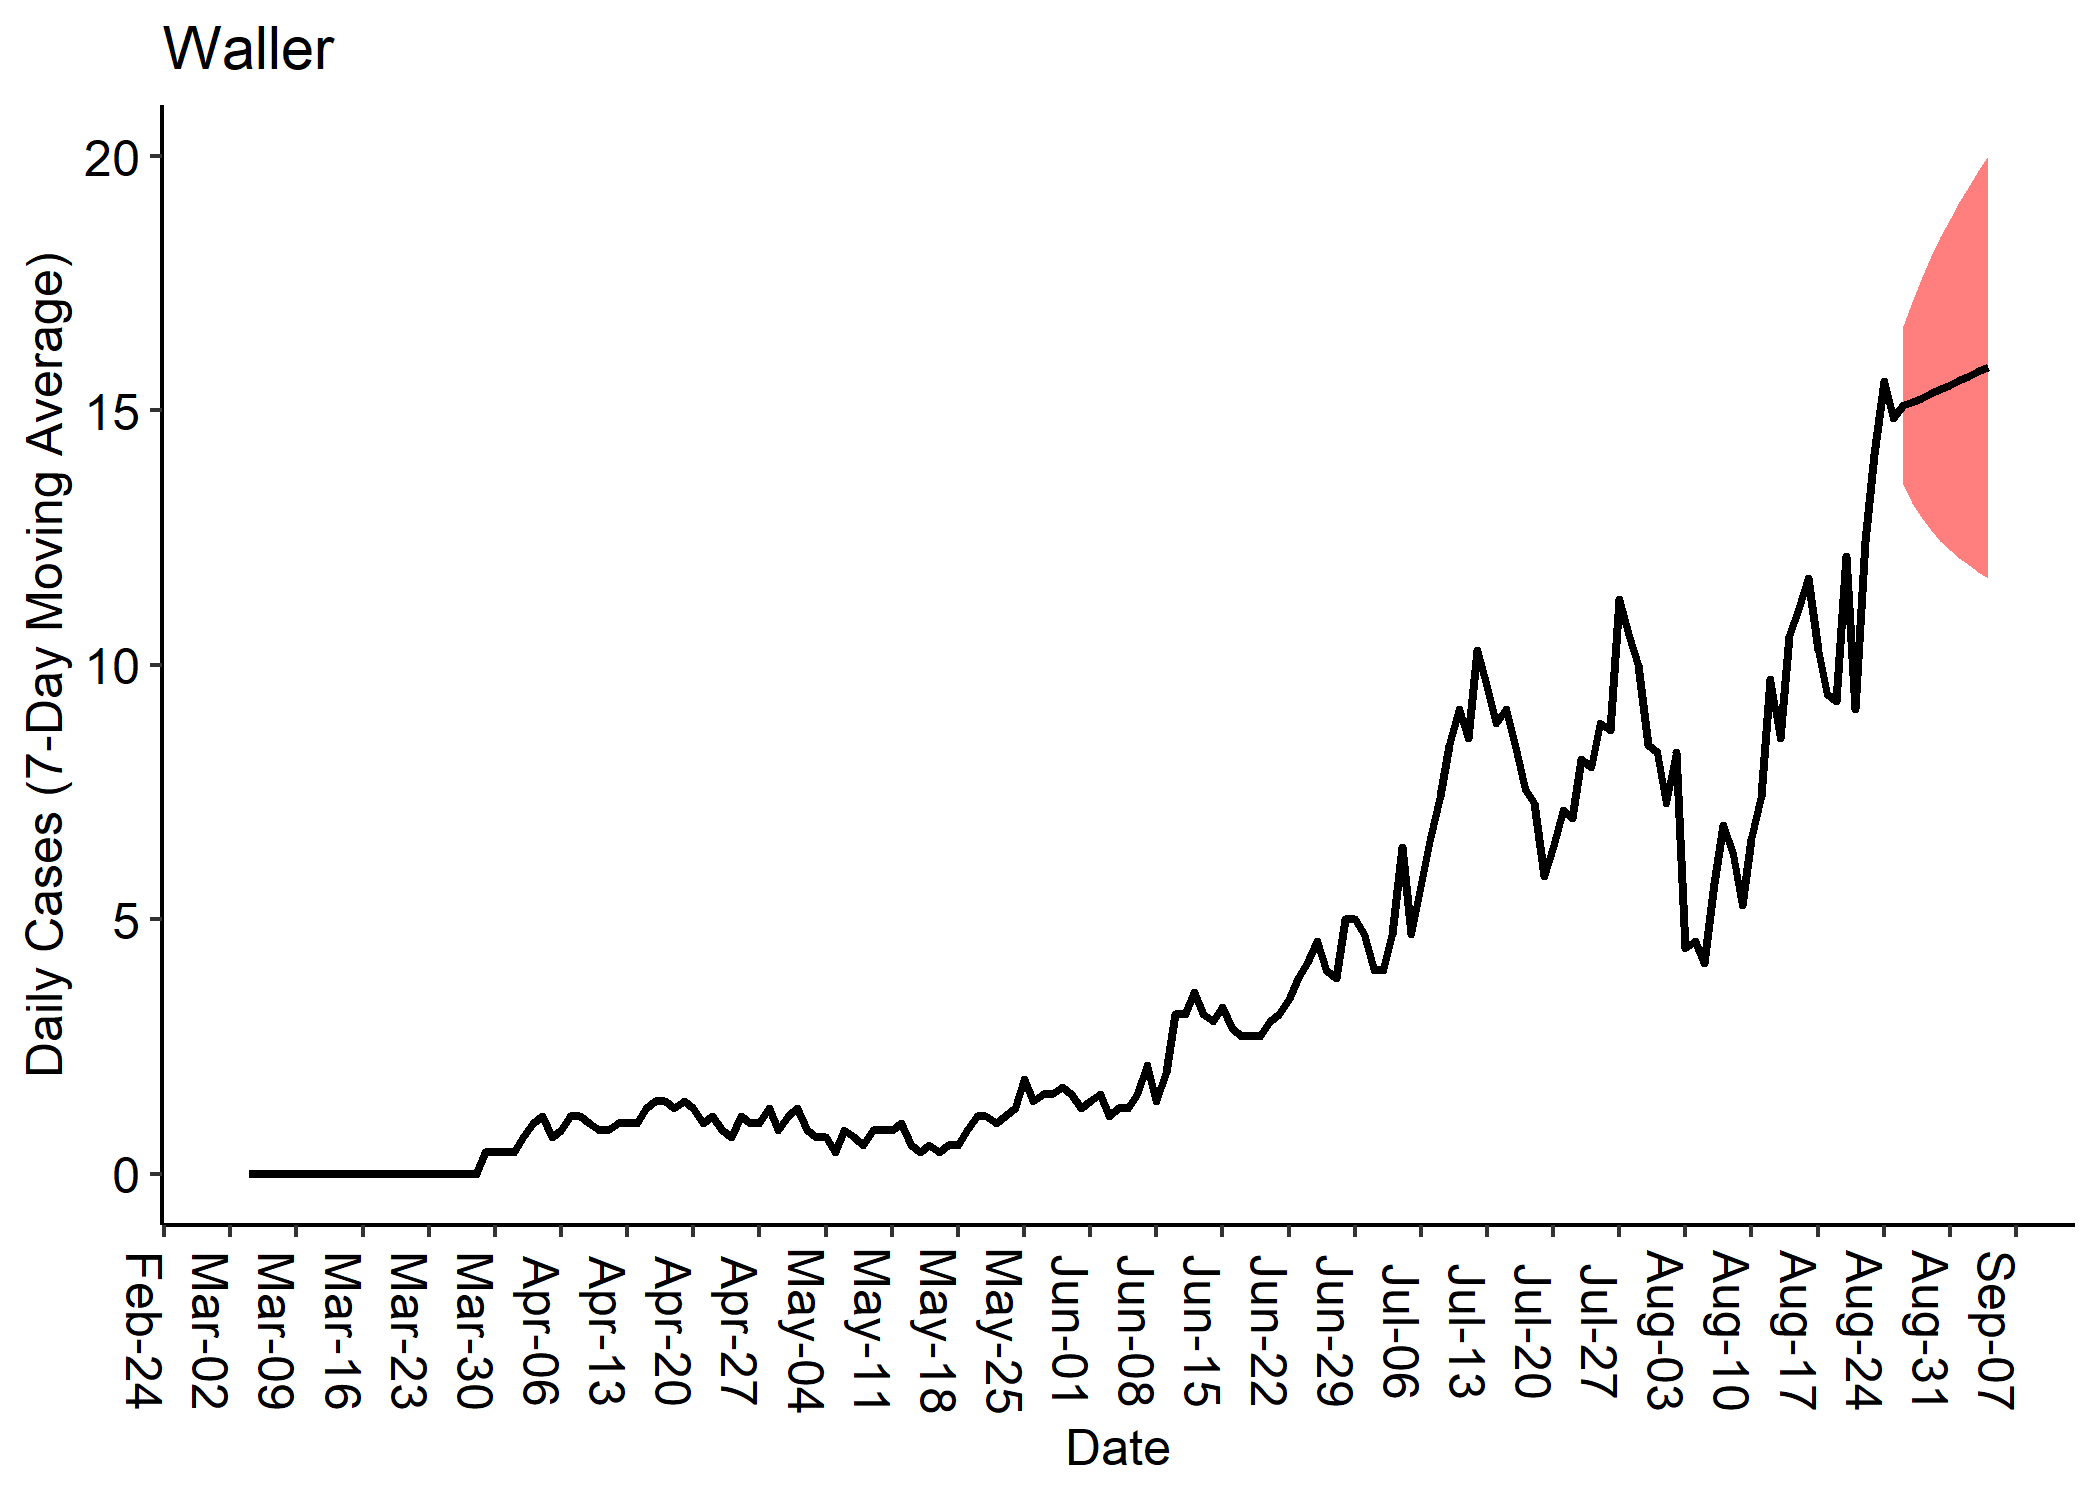 Waller
Daily Cases (7-Day Moving Average)
20
15
10
5
0
Feb-24
Mar-02
Mar-09
Mar-16
Mar-23
Mar-30
Apr-06
Apr-13
Apr-20
Apr-27
May-04
May-11
May-18
May-25
Jun-01
Jun-08
Jun-15
Jun-22
Jun-29
Jul-06
Jul-13
Jul-20
Jul-27
Aug-03
Aug-10
Aug-17
Aug-24
Aug-31
Sep-07
Date